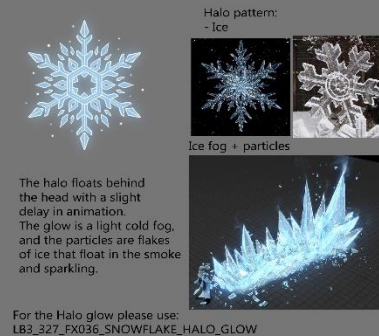 Halo pattern:
- Ice
Ice fog + particles
The halo floats behind
the head with a slight
delay in animation.
The glow is a light cold fog,
and the particles are flakes
of ice that float in the smoke
and sparkling.
For the Halo glow please use:
LB3_327_FX036_SNOWFLAKE_HALO_GLOW